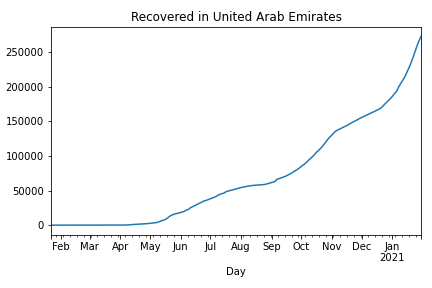 Recovered in United Arab Emirates
250000
200000
150000
100000
50000
0
Feb Mar Apr May Jun Jul Aug Sep Oct Nov Dec Jan
2021
Day